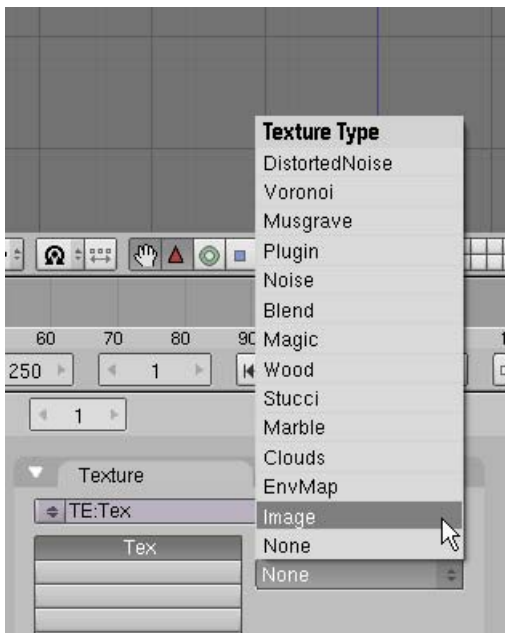 Texture Type
DistortedNoise
Voronoi
Musgrave
Plugin
Noise
Blend
Magic
Wood
Stucci
Marble
Clouds
EnvMap
Image
None
None
60 70 80 90
250 1
1
Texture
TE:Tex
Tex